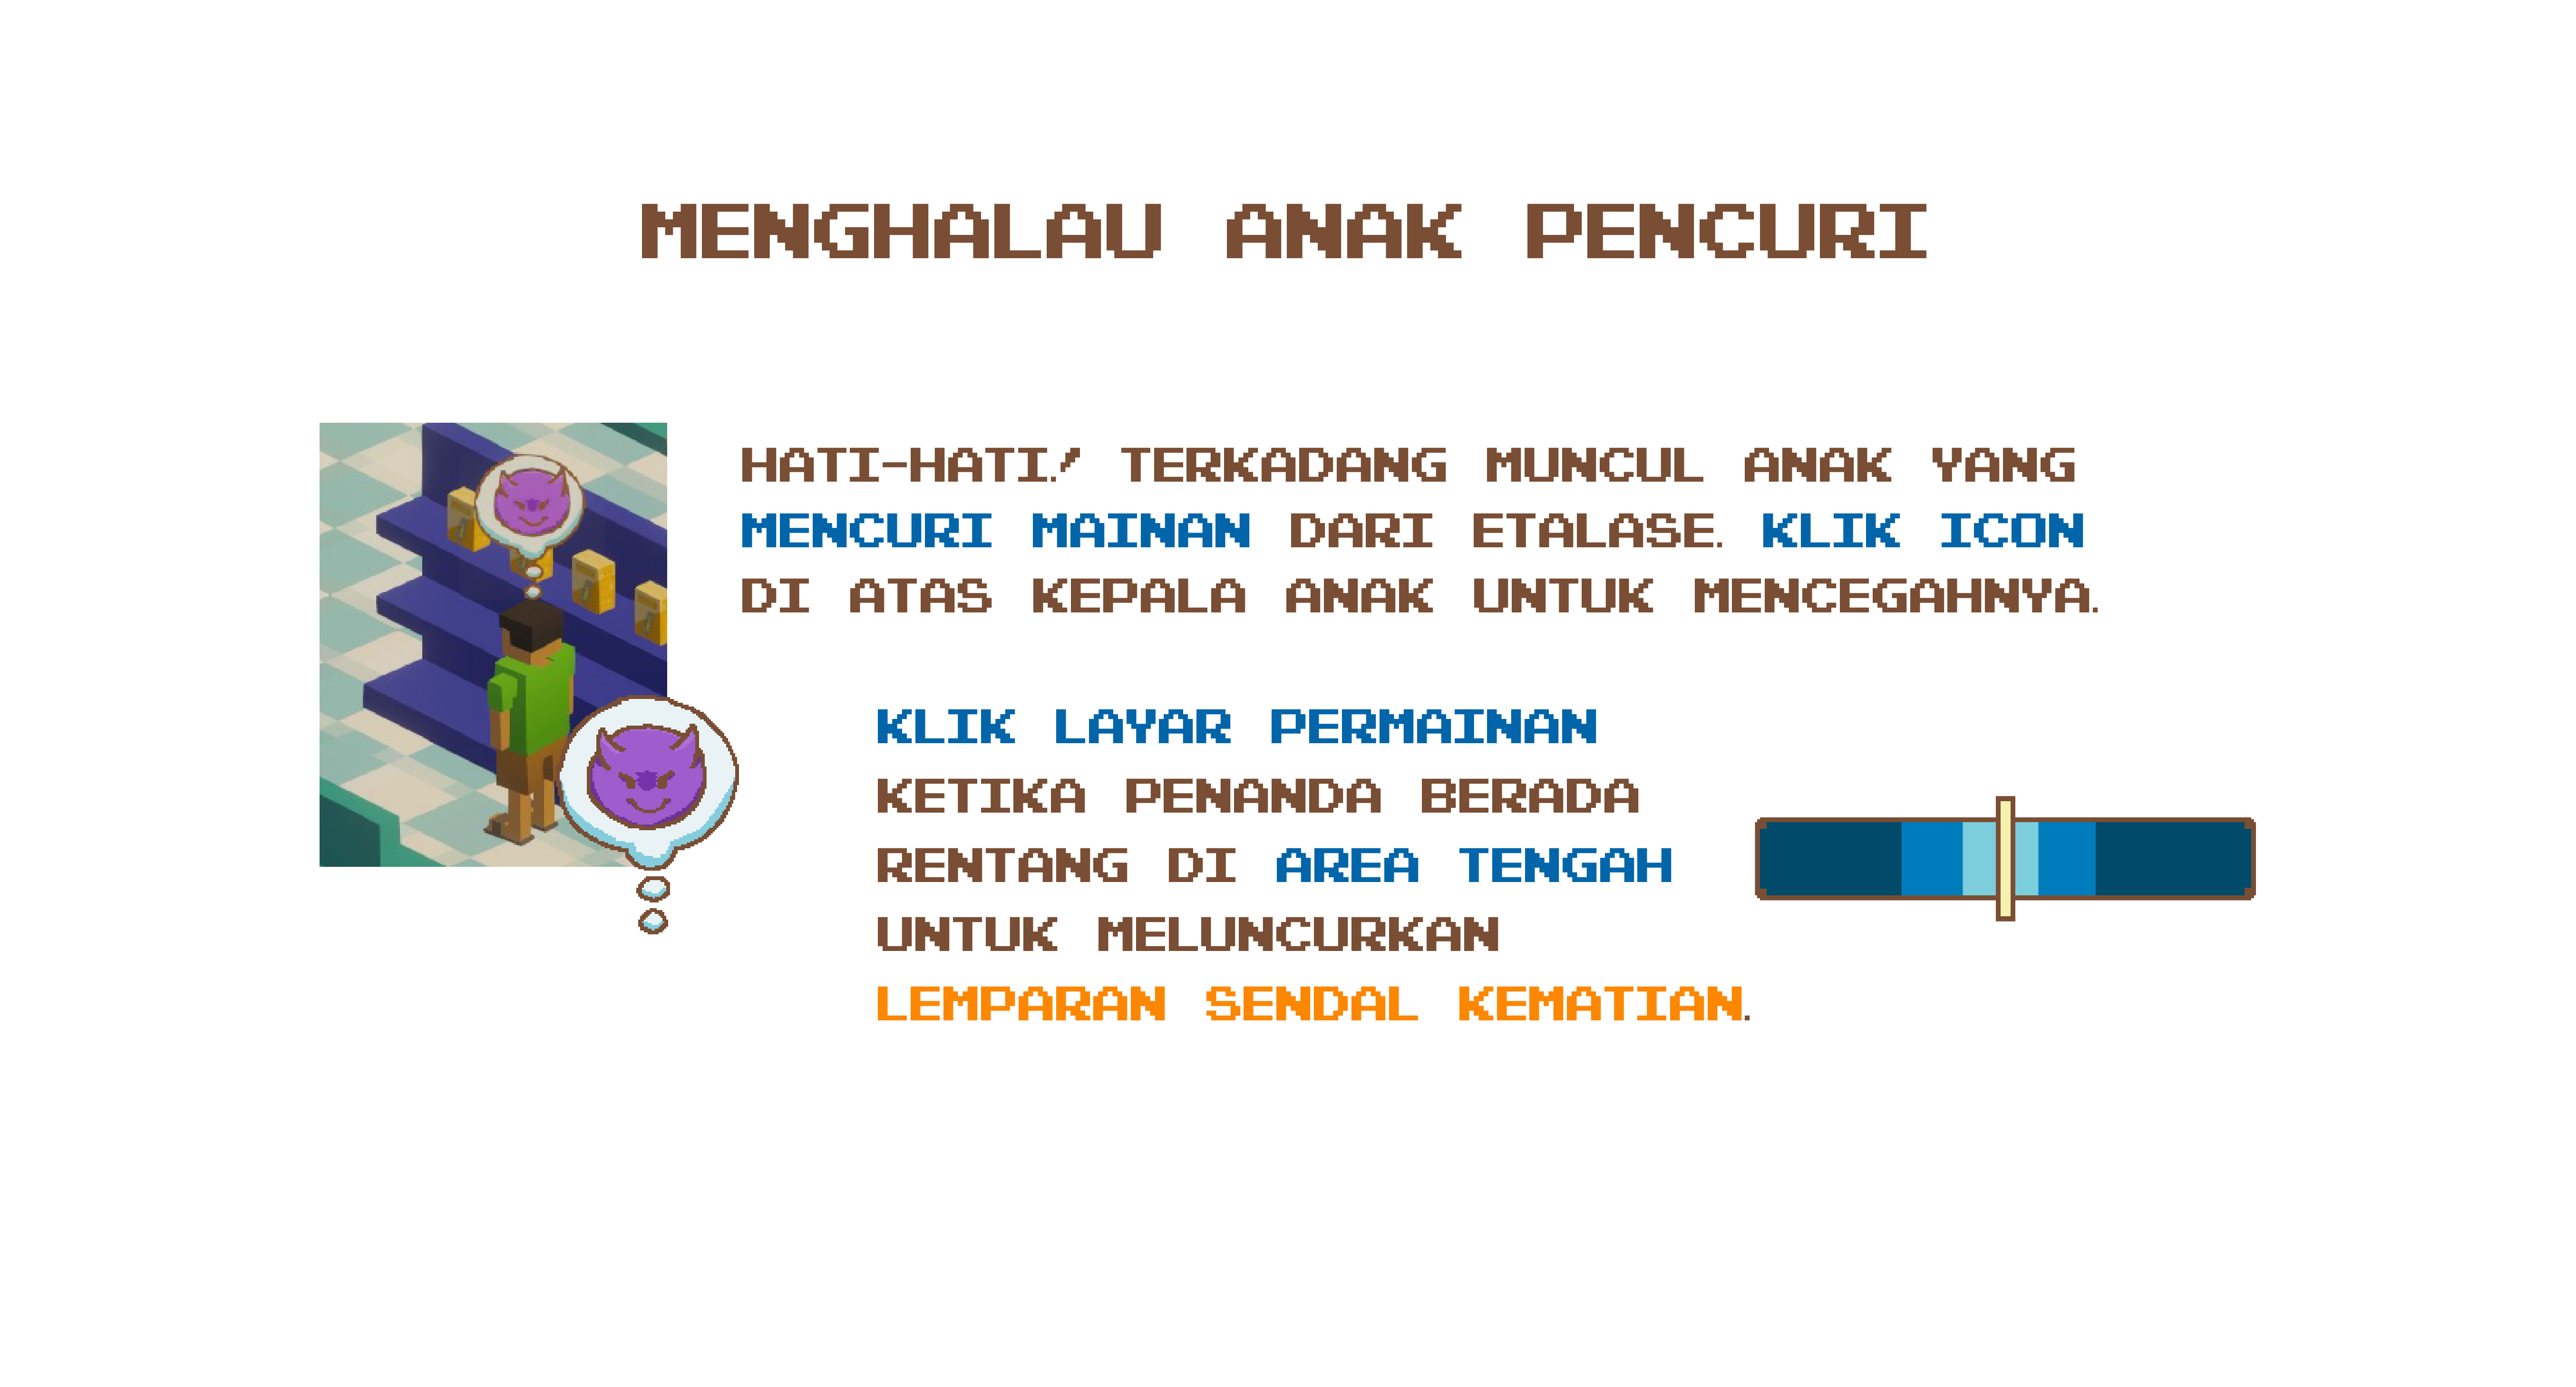 MENGHALAU ANAK PENCURI
HATI-HATI! TERKADANG MUNCUL ANAK YANG
MENCURI MAINAN DARI ETALASE. KLIK ICON
DI ATAS KEPALA ANAK UNTUK MENCEGAHNYA.
KLIK LAYAR PERMAINAN
KETIKA PENANDA BERADA
RENTANG DI AREA TENGAH
UNTUK MELUNCURKAN
LEMPARAN SENDAL KEMATIAN.